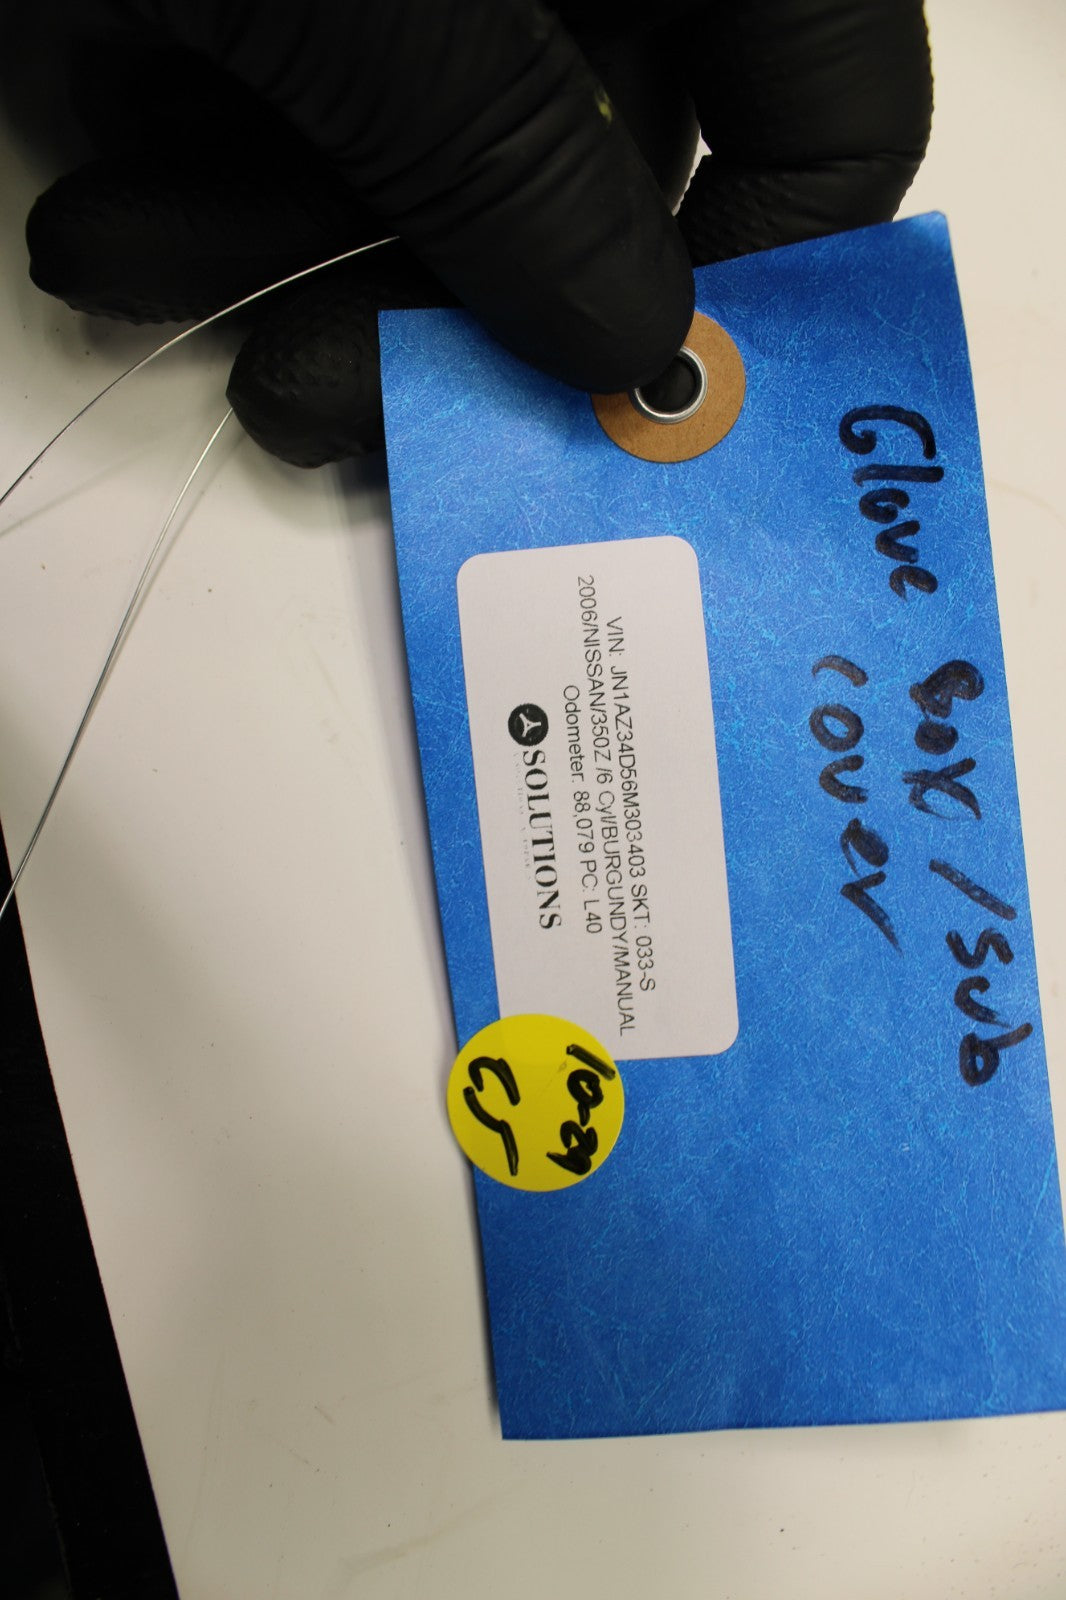 Glove Box / Sub
Cover
VIN: JN1AZ34D56M303403 SKT: 033-S
2006/NISSAN/350Z /6 Cyl/BURGUNDY/MANUAL
Odometer: 88,079 PC: L40
SOLUTIONS
10-29